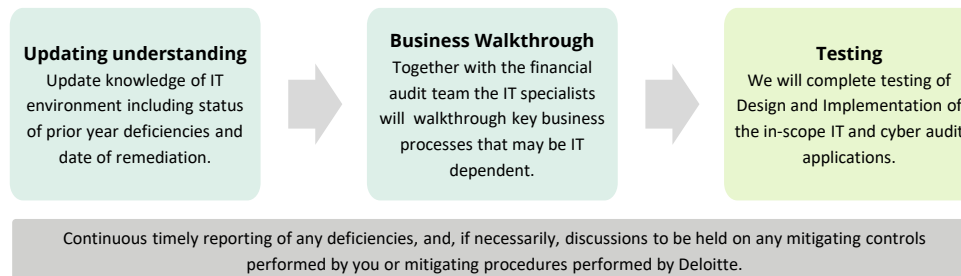 Updating understanding
Update knowledge of IT
environment including status
of prior year deficiencies and
date of remediation.
Business Walkthrough
Together with the financial
audit team the IT specialists
will walkthrough key business
processes that may be IT
dependent.
Testing
We will complete testing of
Design and Implementation of
the in-scope IT and cyber audit
applications.
Continuous timely reporting of any deficiencies, and, if necessarily, discussions to be held on any mitigating controls
performed by you or mitigating procedures performed by Deloitte.